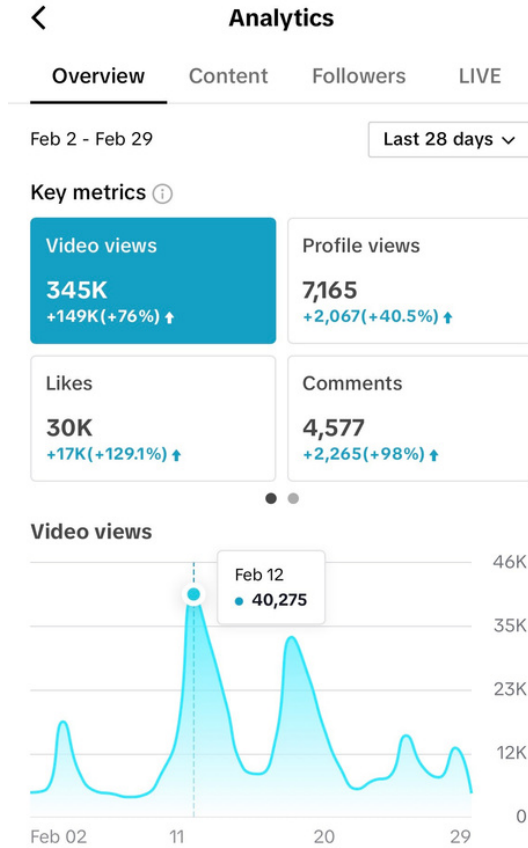 Analytics
Overview Content Followers LIVE
Feb 2 - Feb 29 Last 28 days
Key metrics
Video views
345K
+149K(+76%)
Profile views
7,165
+2,067(+40.5%)
Likes
30K
+17K(+129.1%)
Comments
4,577
+2,265(+98%)
Video views
46K
Feb 12
40,275
35K
23K
12K
0
Feb 02 11 20 29